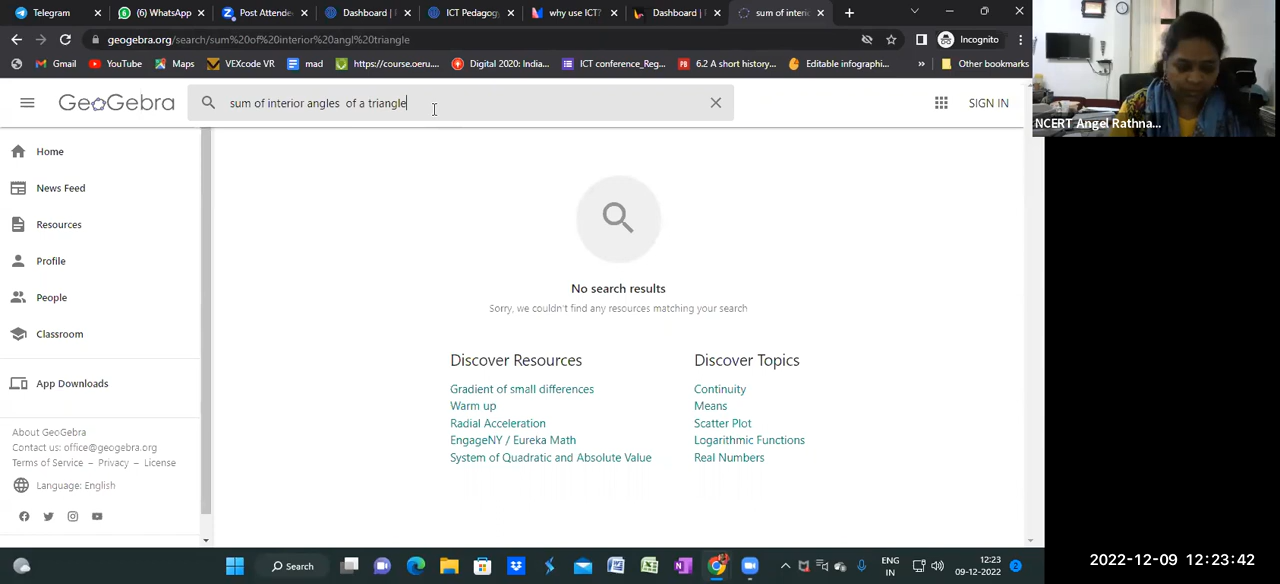 Telegram
(6) WhatsApp
Post Attende
Dashboard |
ICT Pedagog
why use ICT?
Dashboard |
sum of interi
geogebra.org/search/sum%20of%20interior%20angl%20triangle
Incognito
Gmail
YouTube
Maps
VEXcode VR
mad
https://course.oeru....
Digital 2020: India...
ICT conference_Reg...
6.2 A short history...
Editable infographi...
»
Other bookmarks
GeoGebra
sum of interior angles of a triangle
SIGN IN
NCERT Angel Rathna...
Home
News Feed
Resources
Profile
People
Classroom
App Downloads
About GeoGebra
Contact us: office@geogebra.org
Terms of Service – Privacy – License
Language: English
No search results
Sorry, we couldn't find any resources matching your search
Discover Resources
Gradient of small differences
Warm up
Radial Acceleration
EngageNY / Eureka Math
System of Quadratic and Absolute Value
Discover Topics
Continuity
Means
Scatter Plot
Logarithmic Functions
Real Numbers
Search
ENG
IN
12:23
09-12-2022
2
2022-12-09 12:23:42